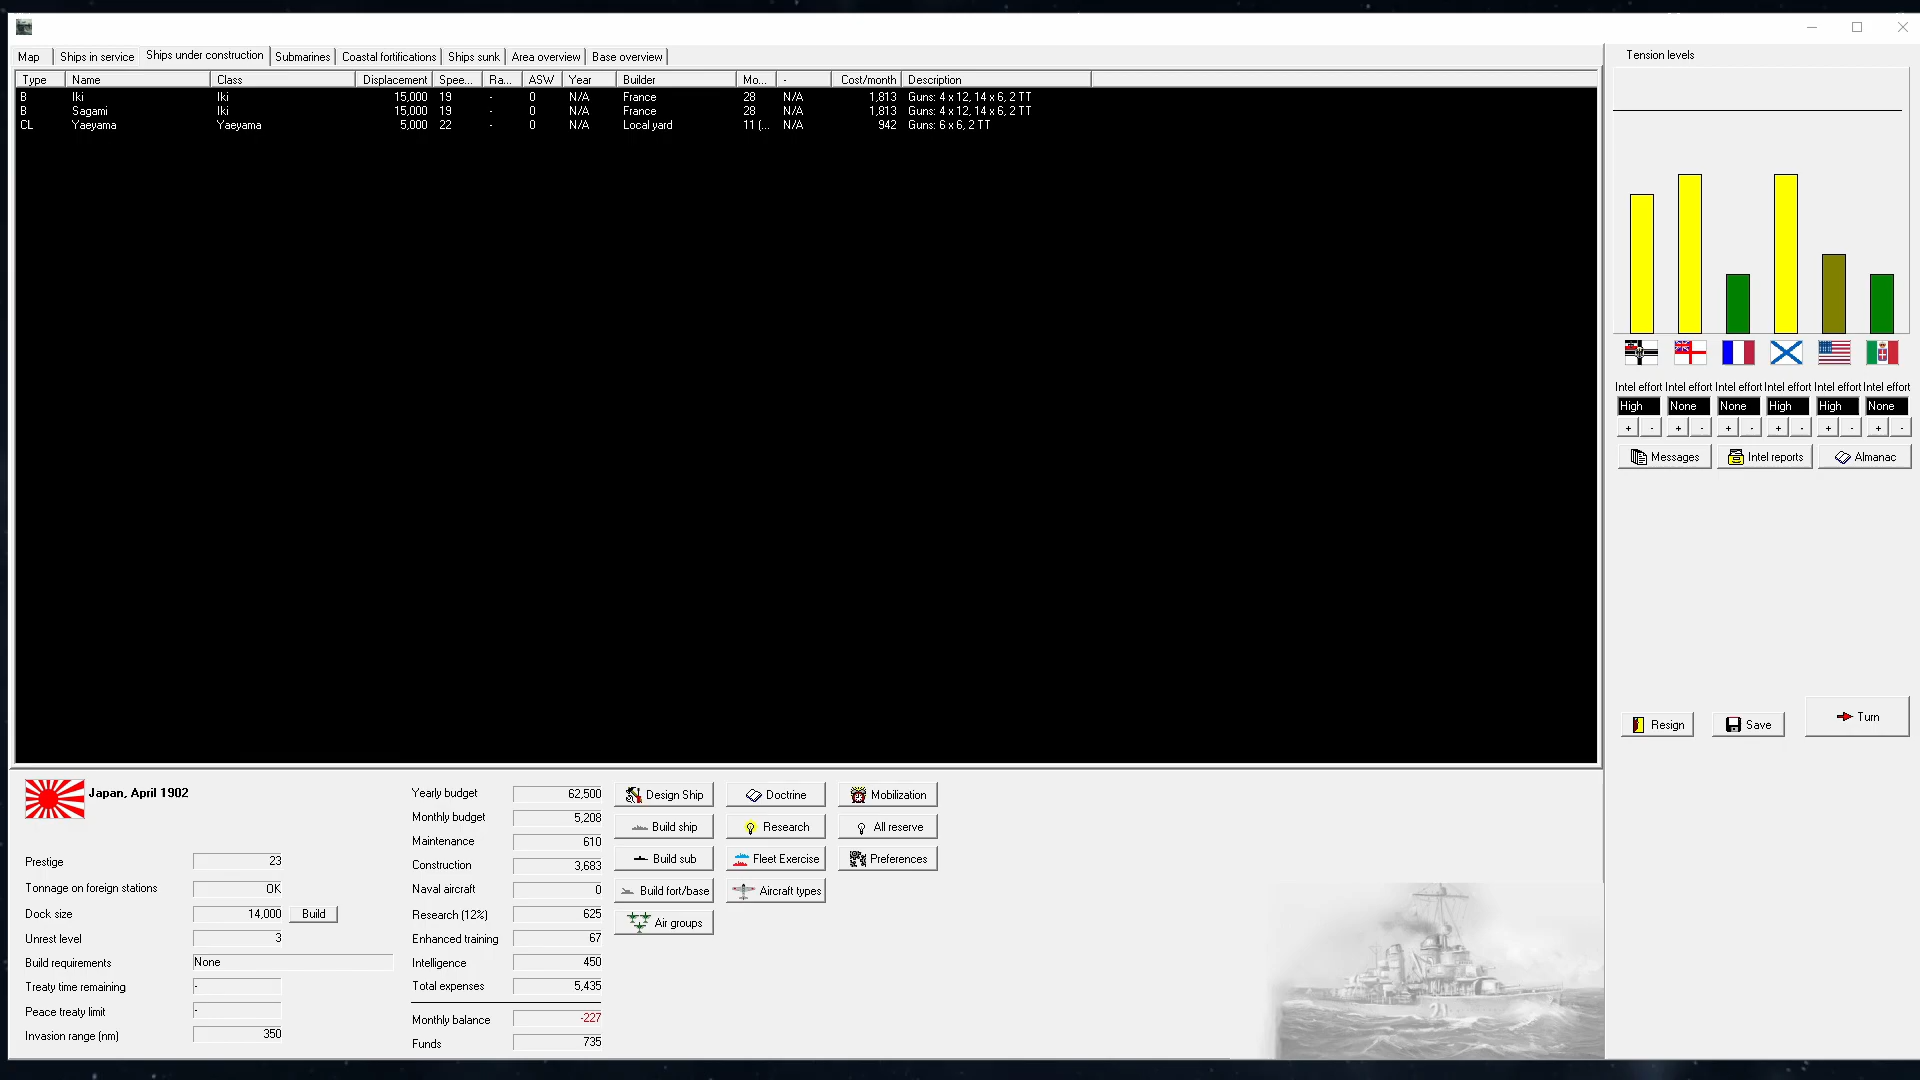 Map Ships in service Ships under construction Submarines Coastal fortifications Ships sunk Area overview Base overview
Type Name Class Displacement Spee... Ra... ASW Year Builder Mo... - Cost/month Description
B Iki Iki 15,000 19 - 0 N/A France 28 N/A 1,813 Guns: 4 x 12, 14 x 6, 2 TT
B Sagami Iki 15,000 19 - 0 N/A France 28 N/A 1,813 Guns: 4 x 12, 14 x 6, 2 TT
CL Yaeyama Yaeyama 5,000 22 - 0 N/A Local yard 11 (... N/A 942 Guns: 6 x 6, 2 TT
Tension levels
Intel effort Intel effort Intel effort Intel effort Intel effort Intel effort
High None None High High None
+ - + - + - + - + - + -
Messages Intel reports Almanac
Resign Save Turn
Japan, April 1902
Prestige 23
Tonnage on foreign stations OK
Dock size 14,000 Build
Unrest level 3
Build requirements None
Treaty time remaining -
Peace treaty limit -
Invasion range (nm) 350
Yearly budget 62,500
Monthly budget 5,208
Maintenance 610
Construction 3,683
Naval aircraft 0
Research (12%) 625
Enhanced training 67
Intelligence 450
Total expenses 5,435
Monthly balance -227
Funds 735
Design Ship Doctrine Mobilization
Build ship Research All reserve
Build sub Fleet Exercise Preferences
Build fort/base Aircraft types
Air groups